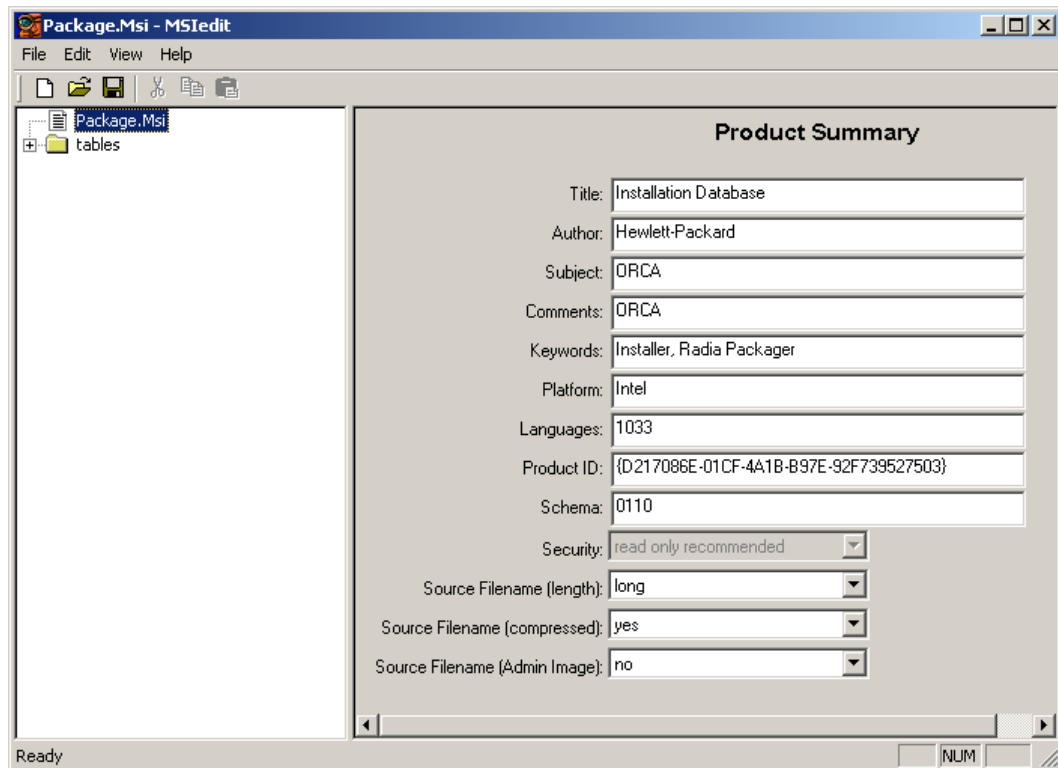 Package.Msi - MSIedit
File Edit View Help
Package.Msi
tables
Product Summary
Title: Installation Database
Author: Hewlett-Packard
Subject: ORCA
Comments: ORCA
Keywords: Installer, Radia Packager
Platform: Intel
Languages: 1033
Product ID: {D217086E-01CF-4A1B-B97E-92F739527503}
Schema: 0110
Security: read only recommended
Source Filename (length): long
Source Filename (compressed): yes
Source Filename (Admin Image): no
Ready NUM